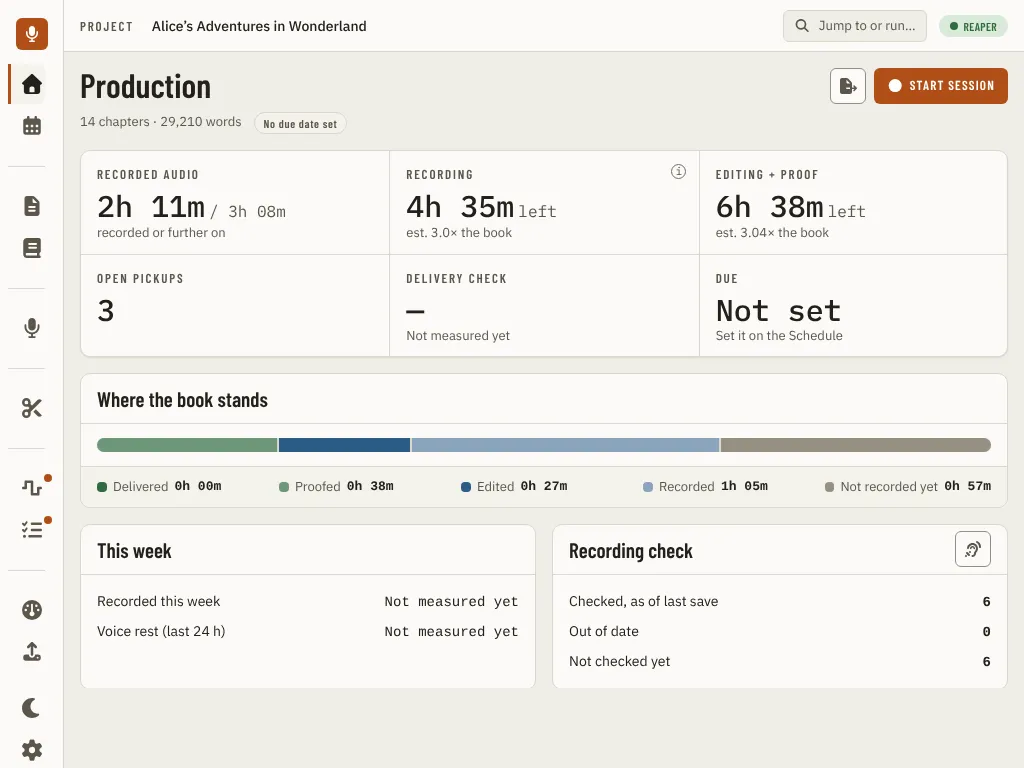 PROJECT Alice's Adventures in Wonderland
Jump to or run...
REAPER
Production
START SESSION
14 chapters · 29,210 words
No due date set
RECORDED AUDIO
2h 11m / 3h 08m
recorded or further on
RECORDING
4h 35m left
est. 3.0× the book
EDITING + PROOF
6h 38m left
est. 3.04× the book
OPEN PICKUPS
3
DELIVERY CHECK
—
Not measured yet
DUE
Not set
Set it on the Schedule
Where the book stands
Delivered 0h 00m
Proofed 0h 38m
Edited 0h 27m
Recorded 1h 05m
Not recorded yet 0h 57m
This week
Recorded this week Not measured yet
Voice rest (last 24 h) Not measured yet
Recording check
Checked, as of last save 6
Out of date 0
Not checked yet 6